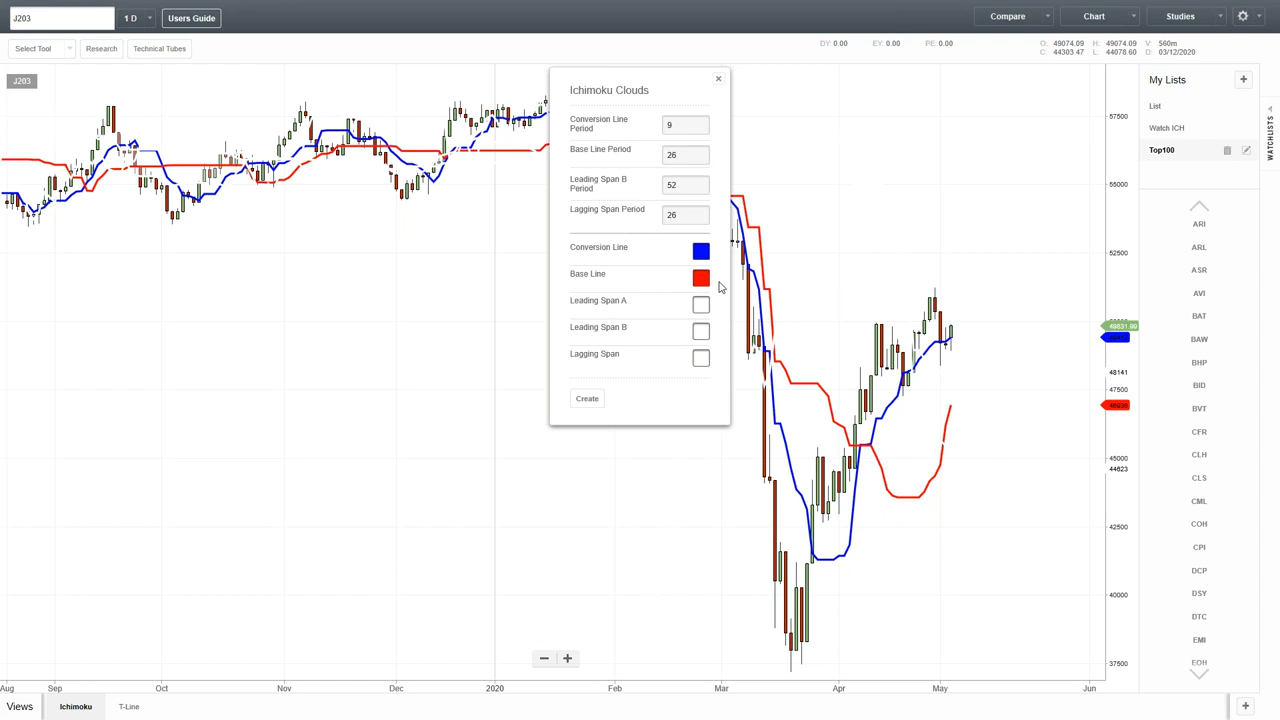 J203
1 D
Users Guide
Compare
Chart
Studies
Select Tool
Research
Technical Tubes
DY: 0.00
EY: 0.00
PE: 0.00
O: 49074.09 H: 49074.09 V: 560m
C: 44303.47 L: 44078.60 D: 03/12/2020
J203
Ichimoku Clouds
Conversion Line
Period
9
Base Line Period
26
Leading Span B
Period
52
Lagging Span Period
26
Conversion Line
Base Line
Leading Span A
Leading Span B
Lagging Span
Create
57500
55000
52500
49831.99
48141
47500
45000
44623
42500
40000
37500
My Lists
List
Watch ICH
Top100
WATCHLISTS
ARI
ARL
ASR
AVI
BAT
BAW
BHP
BID
BVT
CFR
CLH
CLS
CML
COH
CPI
DCP
DSY
DTC
EMI
EOH
Aug
Sep
Oct
Nov
Dec
2020
Feb
Mar
Apr
May
Jun
Views
Ichimoku
T-Line